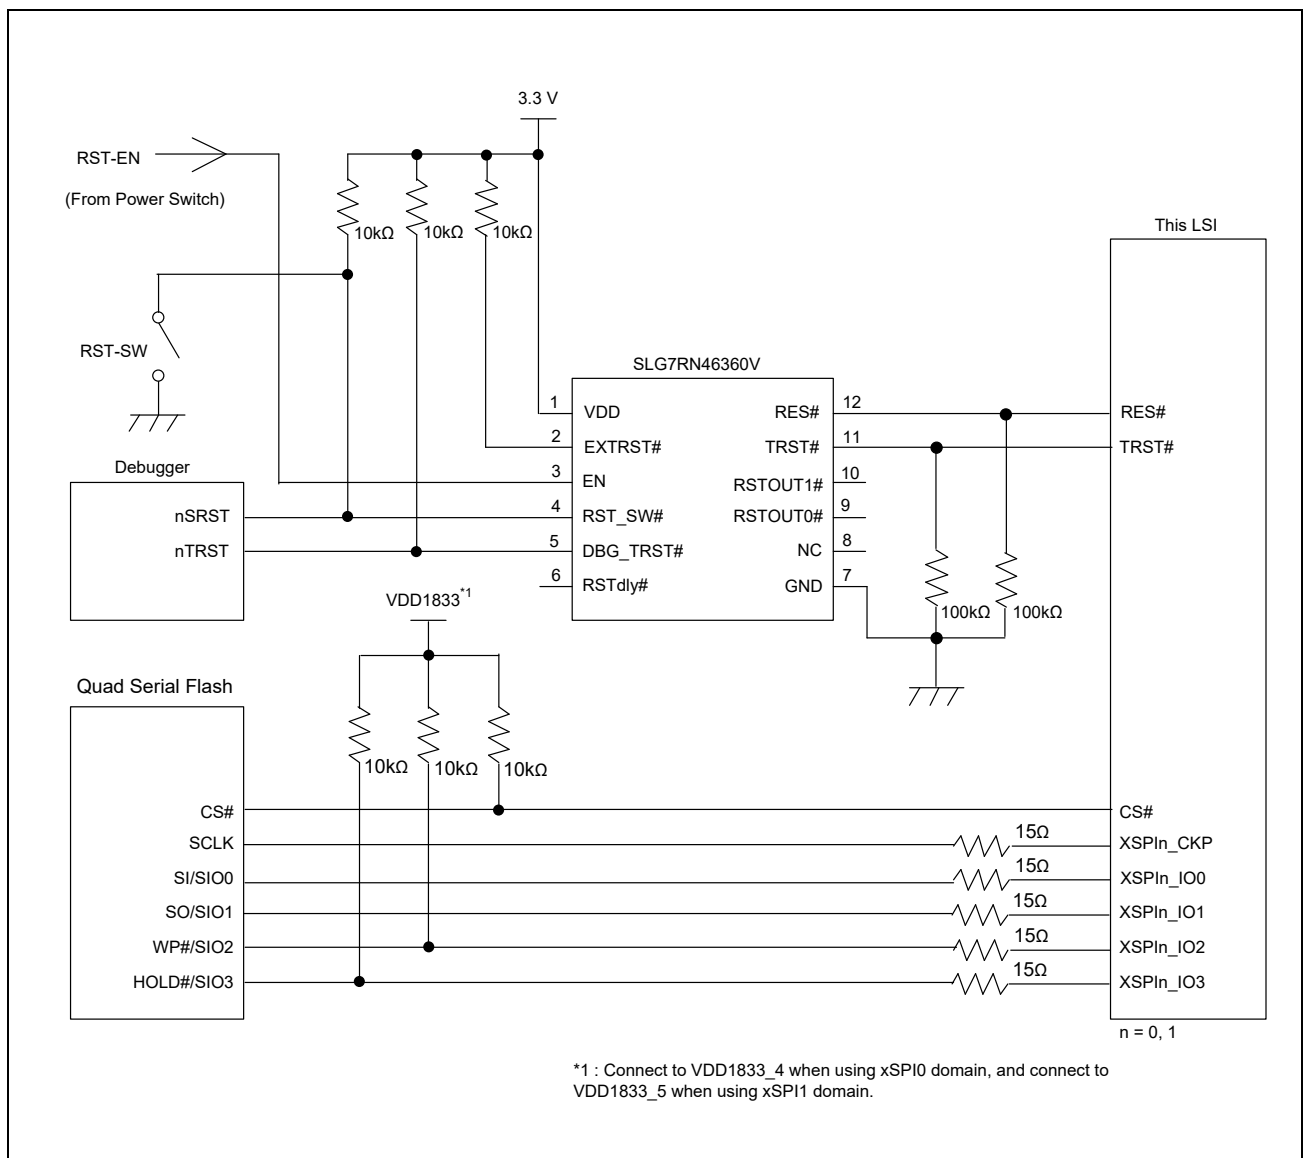 3.3 V
RST-EN
(From Power Switch)
10kΩ
10kΩ
10kΩ
This LSI
RST-SW
SLG7RN46360V
1
VDD
RES#
12
RES#
2
EXTRST#
TRST#
11
TRST#
Debugger
3
EN
RSTOUT1#
10
nSRST
4
RST_SW#
RSTOUT0#
9
nTRST
5
DBG_TRST#
NC
8
6
RSTdly#
GND
7
VDD1833*1
100kΩ
100kΩ
Quad Serial Flash
10kΩ
10kΩ
10kΩ
CS#
CS#
SCLK
15Ω
XSPIn_CKP
SI/SIO0
15Ω
XSPIn_IO0
SO/SIO1
15Ω
XSPIn_IO1
WP#/SIO2
15Ω
XSPIn_IO2
HOLD#/SIO3
15Ω
XSPIn_IO3
n = 0, 1
*1 : Connect to VDD1833_4 when using xSPI0 domain, and connect to
VDD1833_5 when using xSPI1 domain.